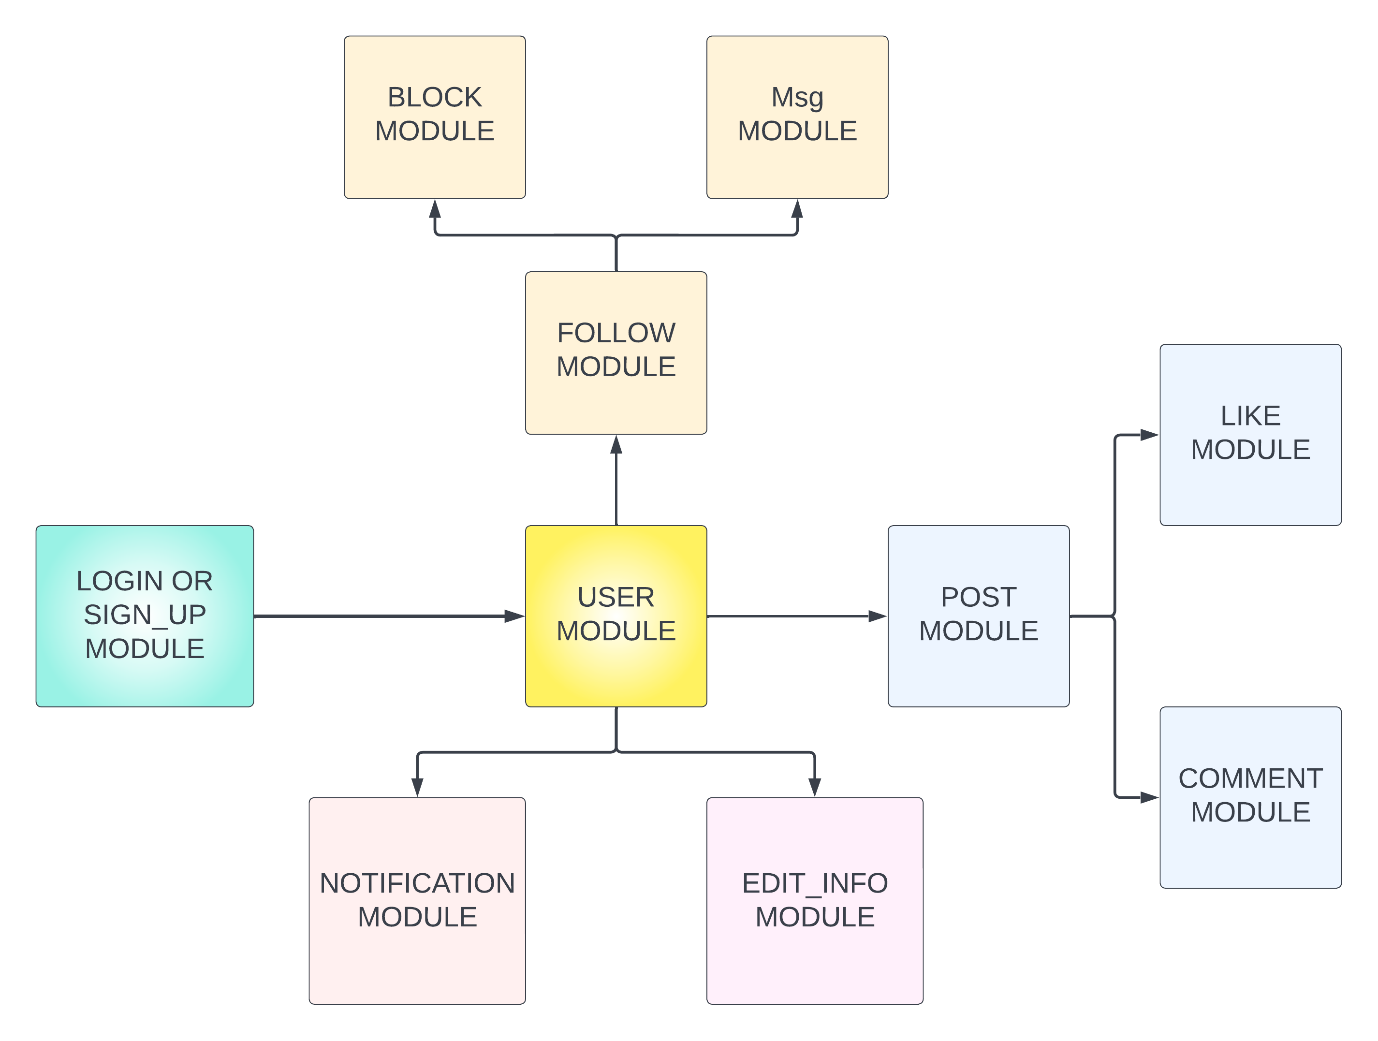 BLOCK
MODULE
Msg
MODULE
FOLLOW
MODULE
LIKE
MODULE
LOGIN OR
SIGN_UP
MODULE
USER
MODULE
POST
MODULE
COMMENT
MODULE
NOTIFICATION
MODULE
EDIT_INFO
MODULE